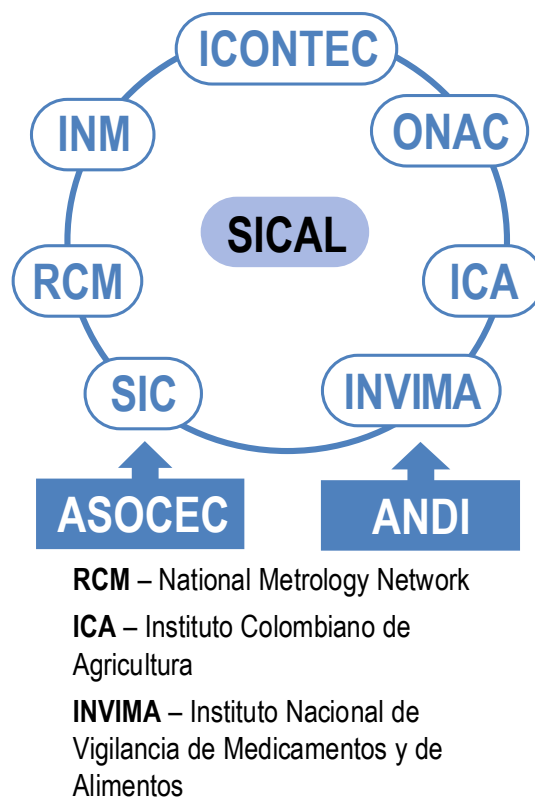 ICONTEC
INM
ONAC
SICAL
RCM
ICA
SIC
INVIMA
ASOCEC
ANDI
RCM – National Metrology Network
ICA – Instituto Colombiano de
Agricultura
INVIMA – Instituto Nacional de
Vigilancia de Medicamentos y de
Alimentos